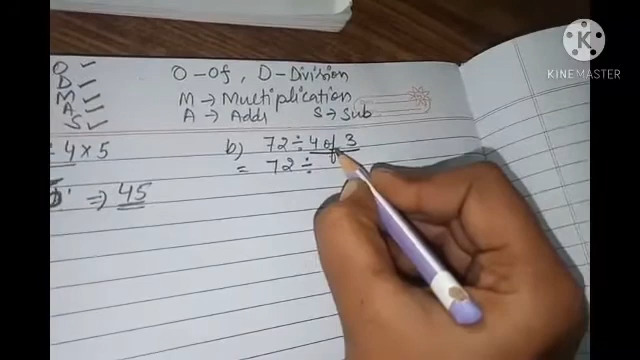 O ✓ O - Of , D - Division
D ✓
M ✓ M → Multiplication
A ✓ A → Addi S → Sub
S ✓
4 × 5 b) 72 ÷ 4 of 3
= 72 ÷
⇒ 45
KINEMASTER